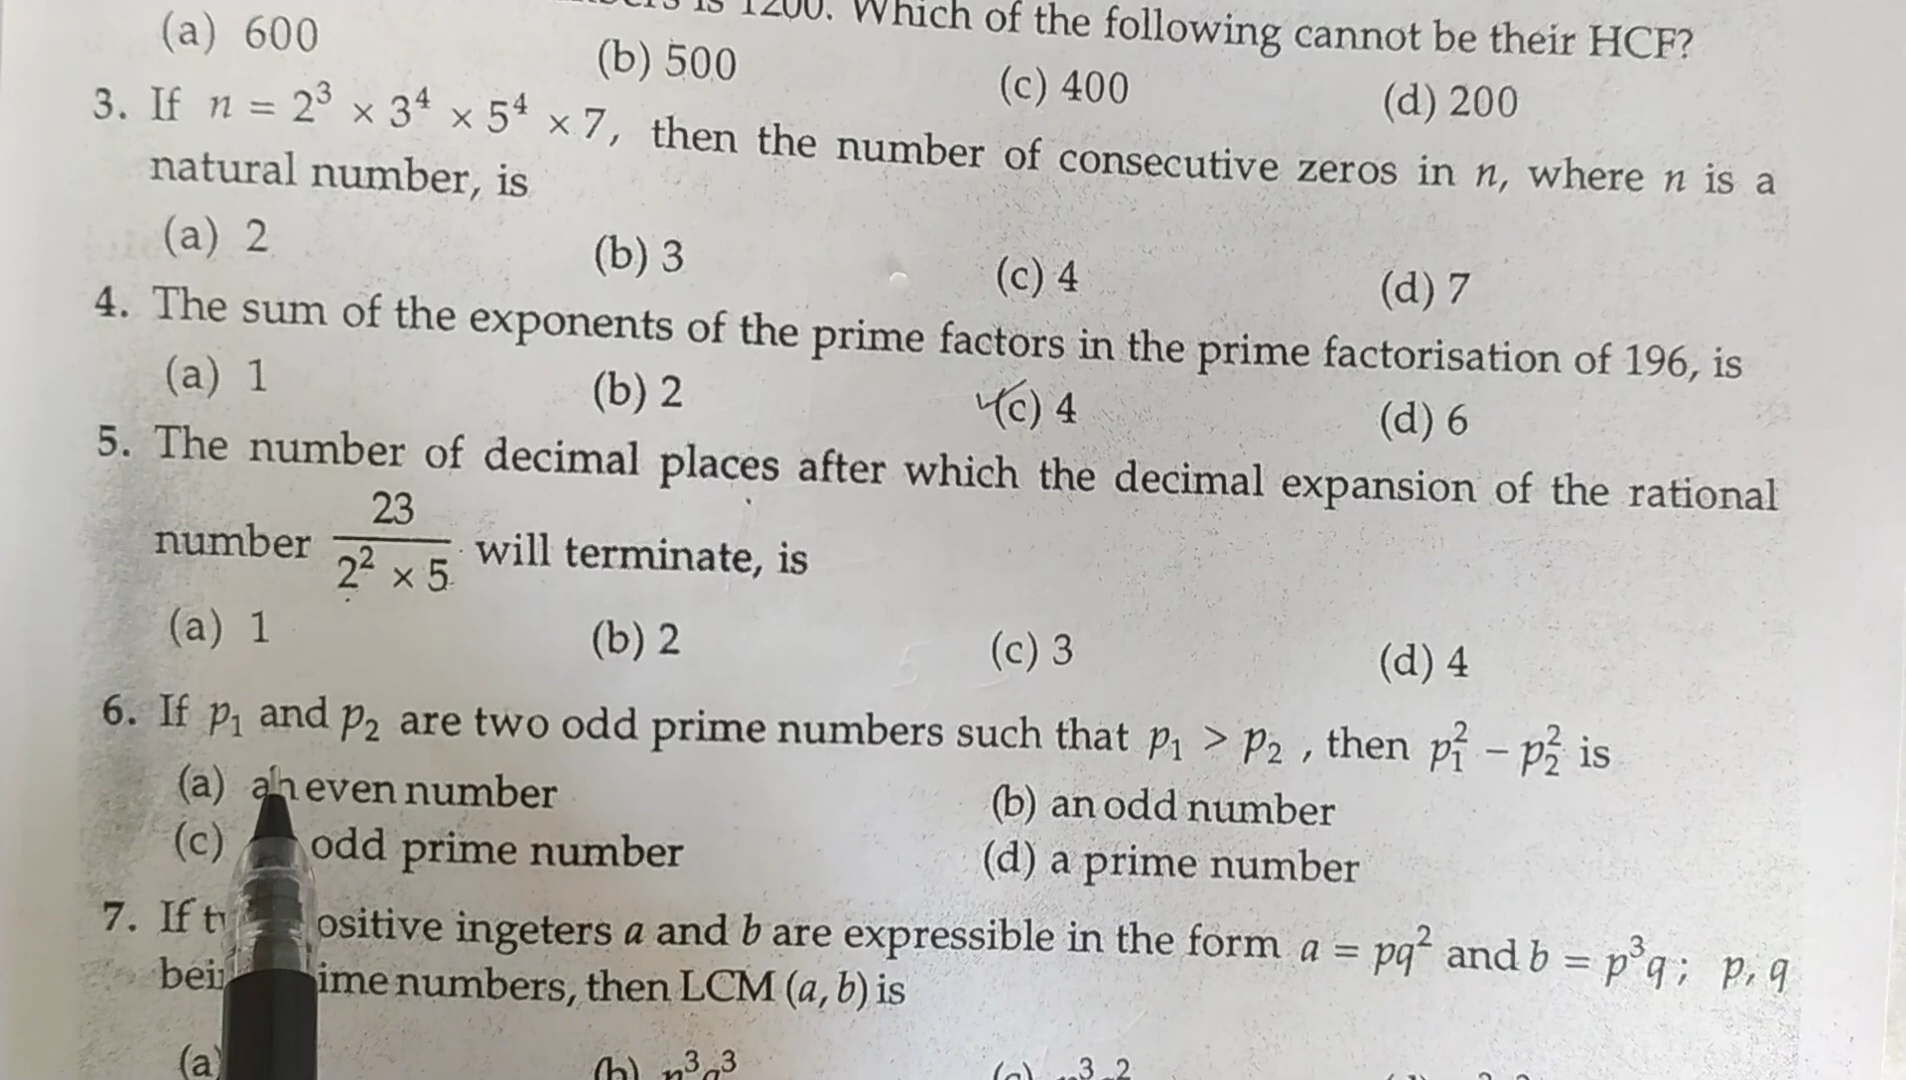 is 1200. Which of the following cannot be their HCF?
(a) 600 (b) 500 (c) 400 (d) 200
3. If n = 2³ × 3⁴ × 5⁴ × 7, then the number of consecutive zeros in n, where n is a
natural number, is
(a) 2 (b) 3 (c) 4 (d) 7
4. The sum of the exponents of the prime factors in the prime factorisation of 196, is
(a) 1 (b) 2 (c) 4 (d) 6
5. The number of decimal places after which the decimal expansion of the rational
number 23 / 2² × 5 will terminate, is
(a) 1 (b) 2 (c) 3 (d) 4
6. If p₁ and p₂ are two odd prime numbers such that p₁ > p₂ , then p₁² − p₂² is
(a) an even number (b) an odd number
(c) odd prime number (d) a prime number
7. If ositive ingeters a and b are expressible in the form a = pq² and b = p³q; p, q
ime numbers, then LCM (a, b) is
(a) (b) p³q³ (c)